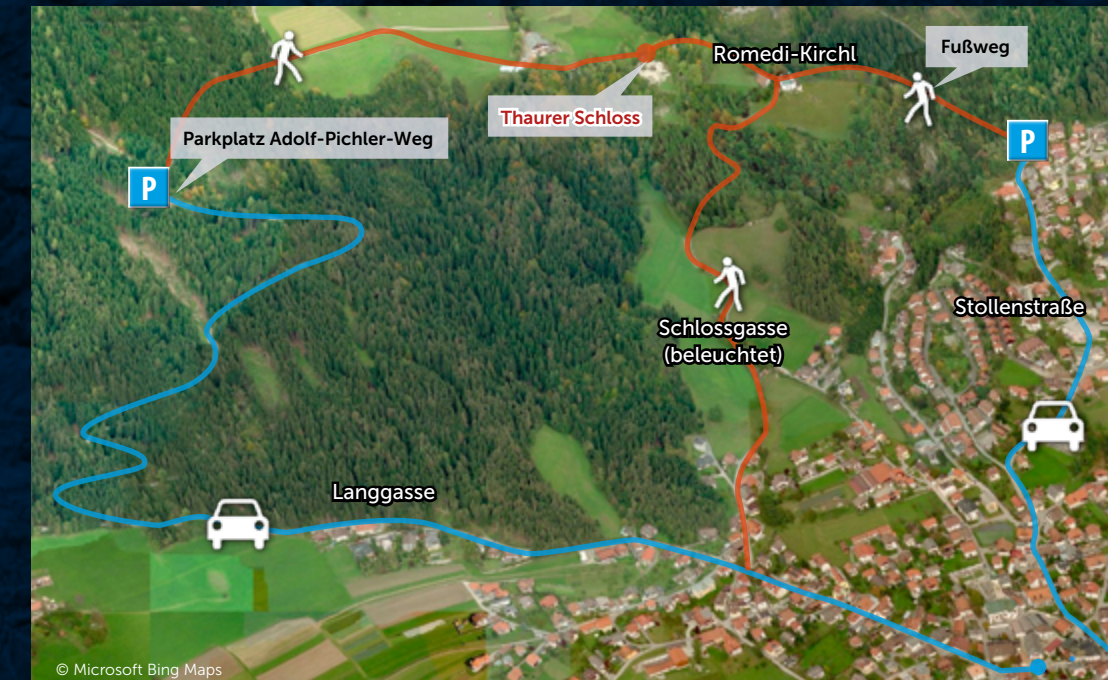 Romedi-Kirchl
Fußweg
Thaurer Schloss
Parkplatz Adolf-Pichler-Weg
P
P
Stollenstraße
Schlossgasse
(beleuchtet)
Langgasse
© Microsoft Bing Maps